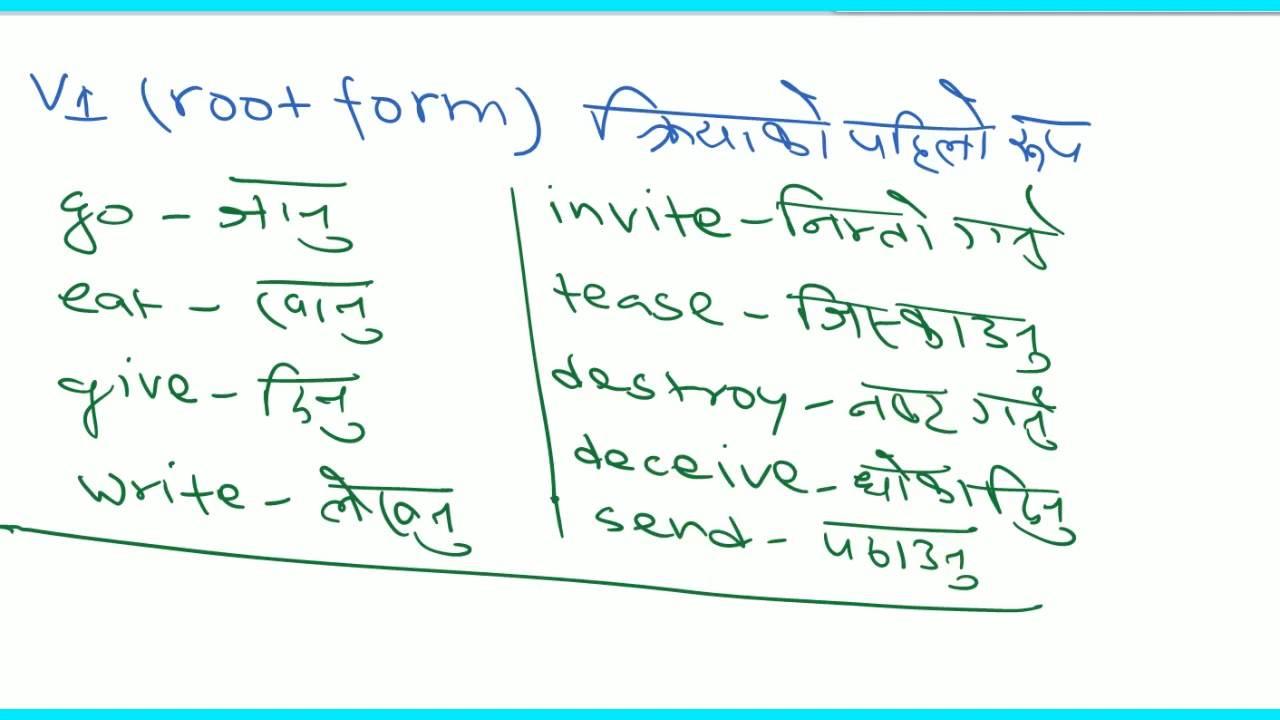 V1 (root form) क्रियाको पहिलो रूप
go - जानु
eat - खानु
give - दिनु
write - लेखनु
invite - निम्तो गर्नु
tease - जिस्काउनु
destroy - नष्ट गर्नु
deceive - धोका दिनु
send - पठाउनु